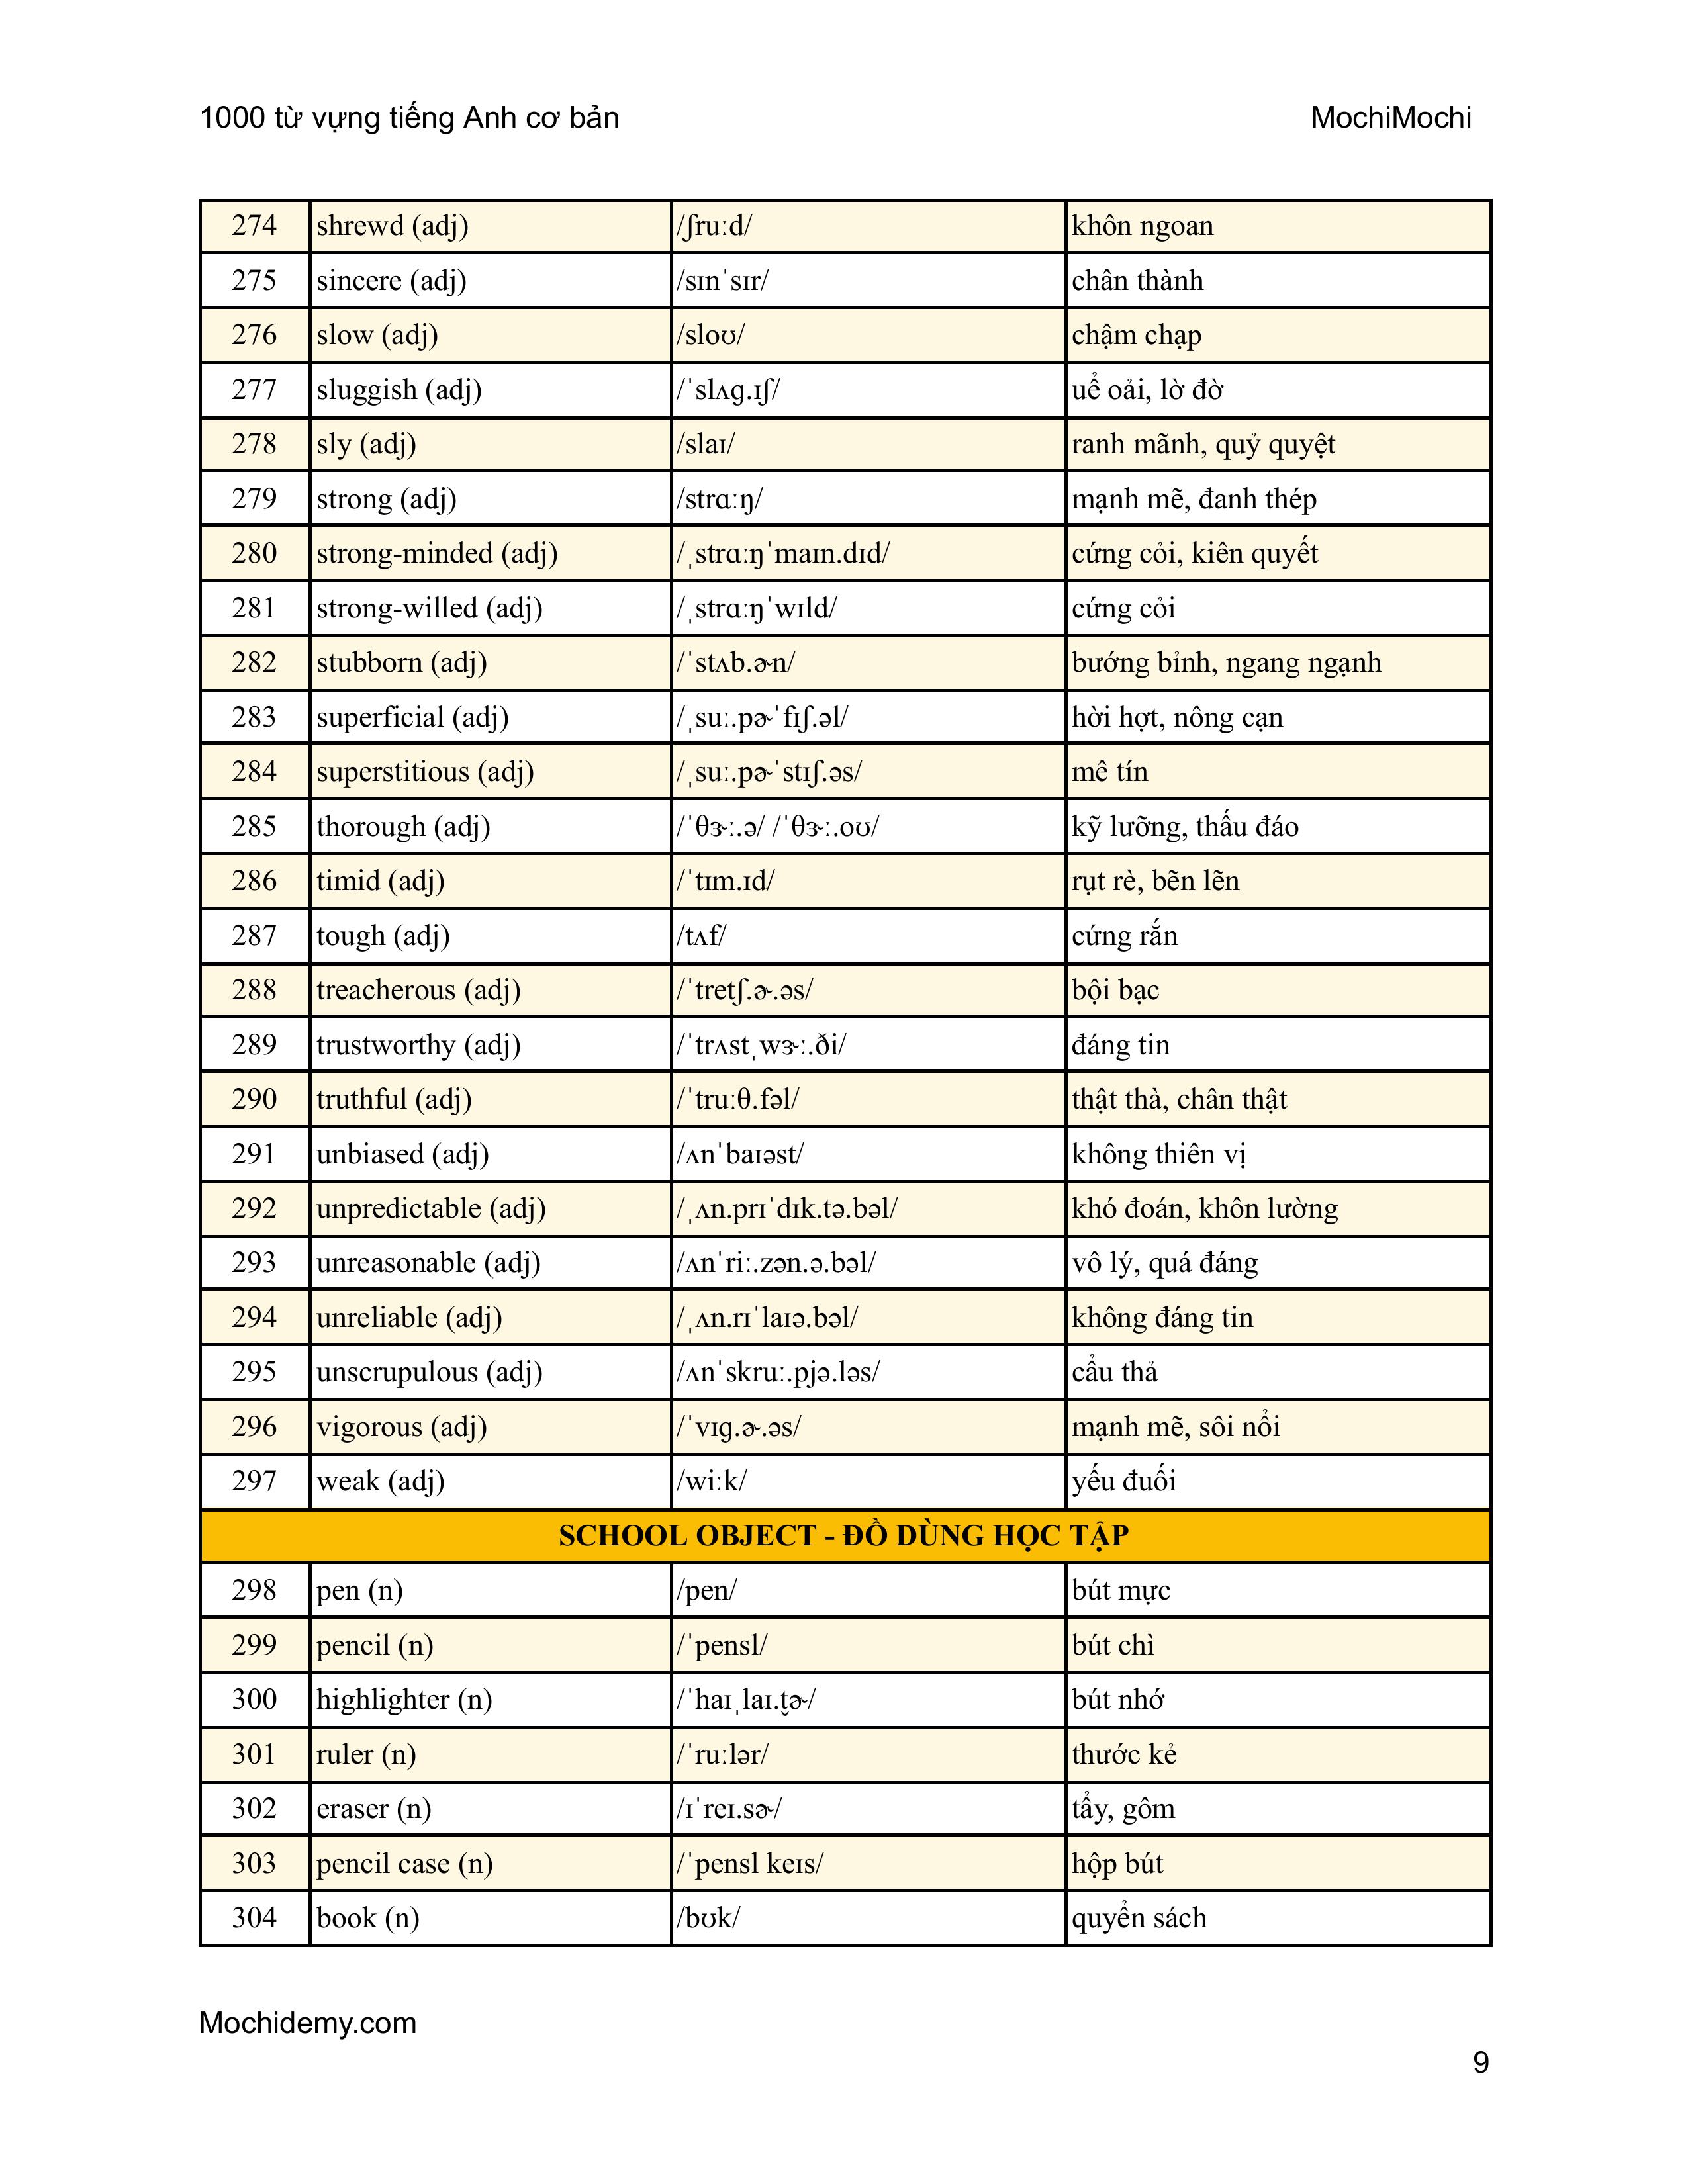 1000 từ vựng tiếng Anh cơ bản MochiMochi
274 shrewd (adj) /ʃruːd/ khôn ngoan
275 sincere (adj) /sɪnˈsɪr/ chân thành
276 slow (adj) /sloʊ/ chậm chạp
277 sluggish (adj) /ˈslʌɡ.ɪʃ/ uể oải, lờ đờ
278 sly (adj) /slaɪ/ ranh mãnh, quỷ quyệt
279 strong (adj) /strɑːŋ/ mạnh mẽ, đanh thép
280 strong-minded (adj) /ˌstrɑːŋˈmaɪn.dɪd/ cứng cỏi, kiên quyết
281 strong-willed (adj) /ˌstrɑːŋˈwɪld/ cứng cỏi
282 stubborn (adj) /ˈstʌb.ɚn/ bướng bỉnh, ngang ngạnh
283 superficial (adj) /ˌsuː.pɚˈfɪʃ.əl/ hời hợt, nông cạn
284 superstitious (adj) /ˌsuː.pɚˈstɪʃ.əs/ mê tín
285 thorough (adj) /ˈθɝː.ə/ /ˈθɝː.oʊ/ kỹ lưỡng, thấu đáo
286 timid (adj) /ˈtɪm.ɪd/ rụt rè, bẽn lẽn
287 tough (adj) /tʌf/ cứng rắn
288 treacherous (adj) /ˈtretʃ.ɚ.əs/ bội bạc
289 trustworthy (adj) /ˈtrʌstˌwɝː.ði/ đáng tin
290 truthful (adj) /ˈtruːθ.fəl/ thật thà, chân thật
291 unbiased (adj) /ʌnˈbaɪəst/ không thiên vị
292 unpredictable (adj) /ˌʌn.prɪˈdɪk.tə.bəl/ khó đoán, khôn lường
293 unreasonable (adj) /ʌnˈriː.zən.ə.bəl/ vô lý, quá đáng
294 unreliable (adj) /ˌʌn.rɪˈlaɪə.bəl/ không đáng tin
295 unscrupulous (adj) /ʌnˈskruː.pjə.ləs/ cẩu thả
296 vigorous (adj) /ˈvɪɡ.ɚ.əs/ mạnh mẽ, sôi nổi
297 weak (adj) /wiːk/ yếu đuối
SCHOOL OBJECT - ĐỒ DÙNG HỌC TẬP
298 pen (n) /pen/ bút mực
299 pencil (n) /ˈpensl/ bút chì
300 highlighter (n) /ˈhaɪˌlaɪ.t̬ɚ/ bút nhớ
301 ruler (n) /ˈruːlər/ thước kẻ
302 eraser (n) /ɪˈreɪ.sɚ/ tẩy, gôm
303 pencil case (n) /ˈpensl keɪs/ hộp bút
304 book (n) /bʊk/ quyển sách
Mochidemy.com
9